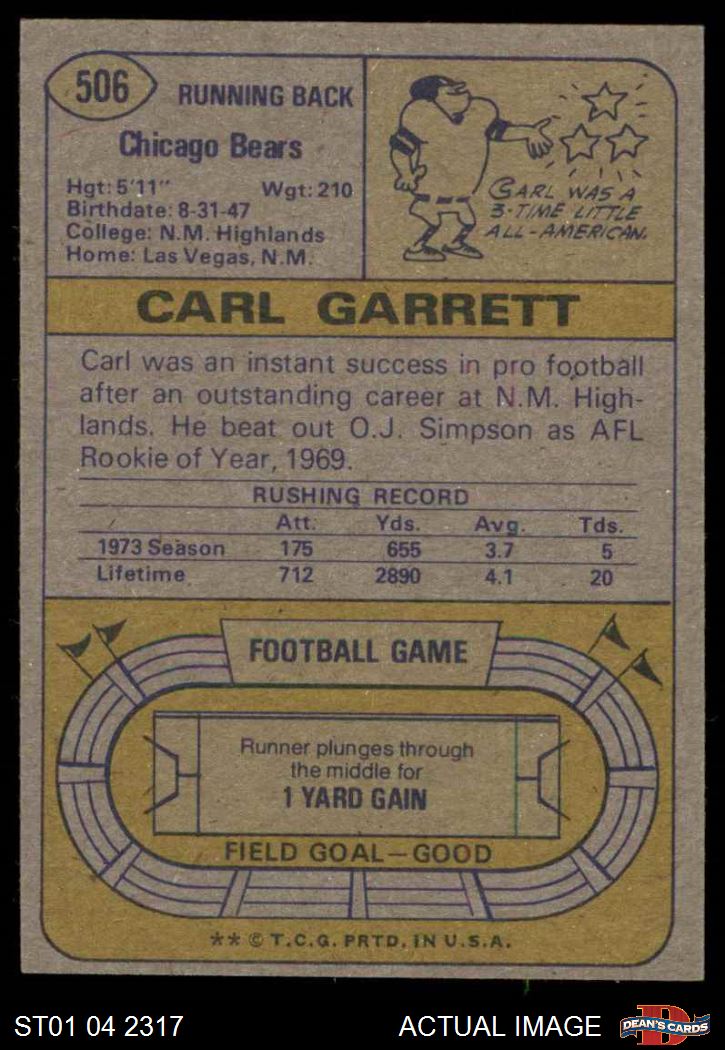 506
RUNNING BACK
Chicago Bears
Hgt: 5'11" Wgt: 210
Birthdate: 8-31-47
College: N.M. Highlands
Home: Las Vegas, N.M.
CARL WAS A
3-TIME LITTLE
ALL-AMERICAN.
CARL GARRETT
Carl was an instant success in pro football
after an outstanding career at N.M. High-
lands. He beat out O.J. Simpson as AFL
Rookie of Year, 1969.
RUSHING RECORD
Att. Yds. Avg. Tds.
1973 Season 175 655 3.7 5
Lifetime 712 2890 4.1 20
FOOTBALL GAME
Runner plunges through
the middle for
1 YARD GAIN
FIELD GOAL—GOOD
** © T.C.G. PRTD. IN U.S.A.
ST01 04 2317 ACTUAL IMAGE
D
DEAN'S CARDS